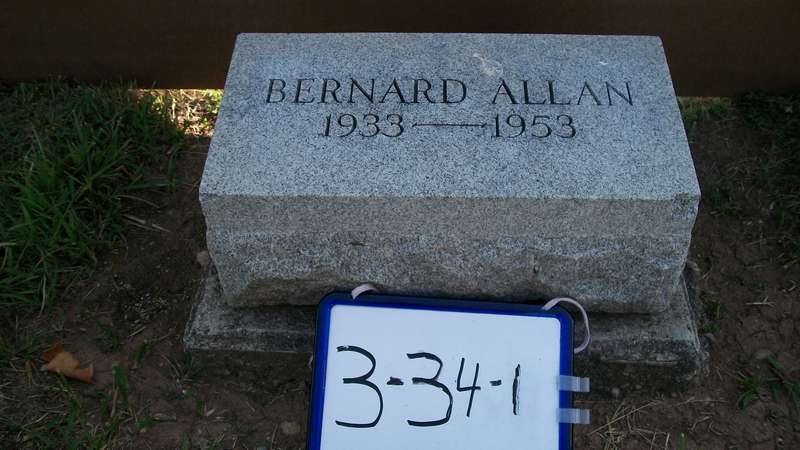 BERNARD ALLAN
1933 — 1953
3-34-1